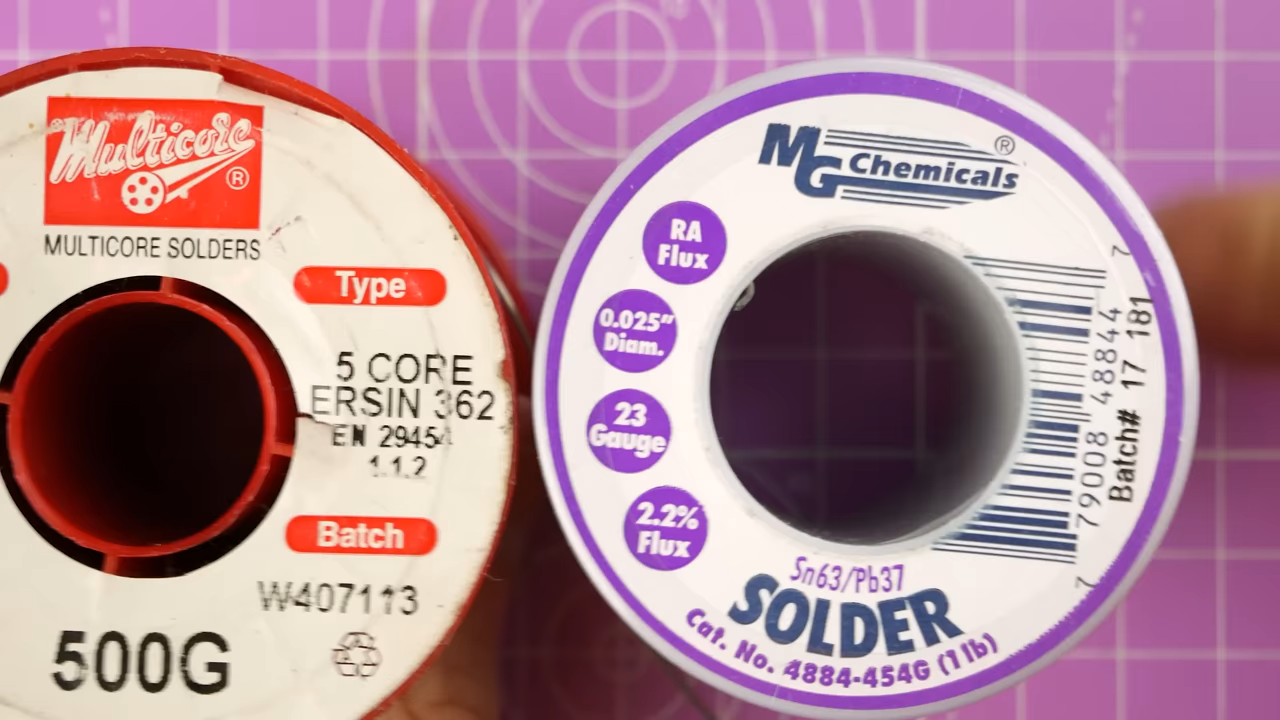 Multicore ®
MULTICORE SOLDERS
Type
5 CORE
ERSIN 362
EN 29454
1.1.2
Batch
W407113
500G
MG Chemicals ®
RA
Flux
0.025" 
Diam.
23
Gauge
2.2%
Flux
Sn63/Pb37
SOLDER
Cat. No. 4884-454G (1 lb)
7 79008 48844 7
Batch# 17 181